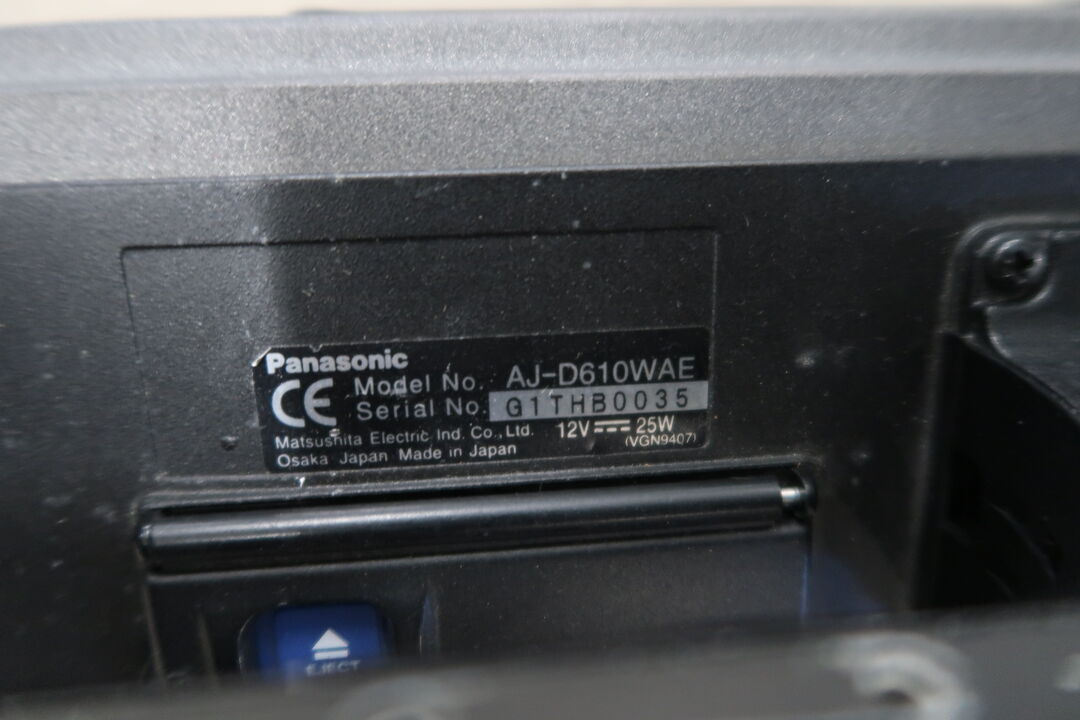 Panasonic
CE Model No. AJ-D610WAE
Serial No. G1THB0035
Matsushita Electric Ind. Co., Ltd. 12V 25W
Osaka Japan Made in Japan (VGN9407)
EJECT